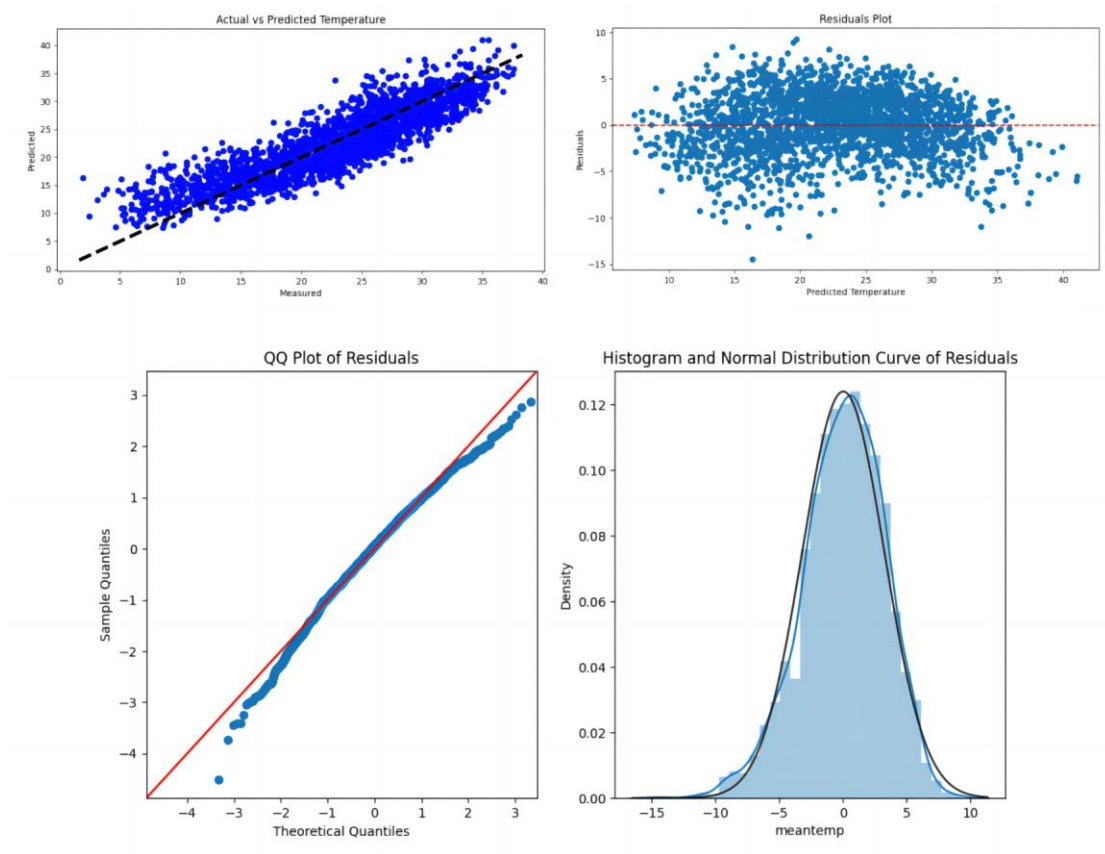 Actual vs Predicted Temperature
Predicted
40
35
30
25
20
15
10
5
0
0 5 10 15 20 25 30 35 40
Measured
Residuals Plot
Residuals
10
5
0
−5
−10
−15
10 15 20 25 30 35 40
Predicted Temperature
QQ Plot of Residuals
Sample Quantiles
3
2
1
0
−1
−2
−3
−4
−4 −3 −2 −1 0 1 2 3
Theoretical Quantiles
Histogram and Normal Distribution Curve of Residuals
Density
0.12
0.10
0.08
0.06
0.04
0.02
0.00
−15 −10 −5 0 5 10
meantemp